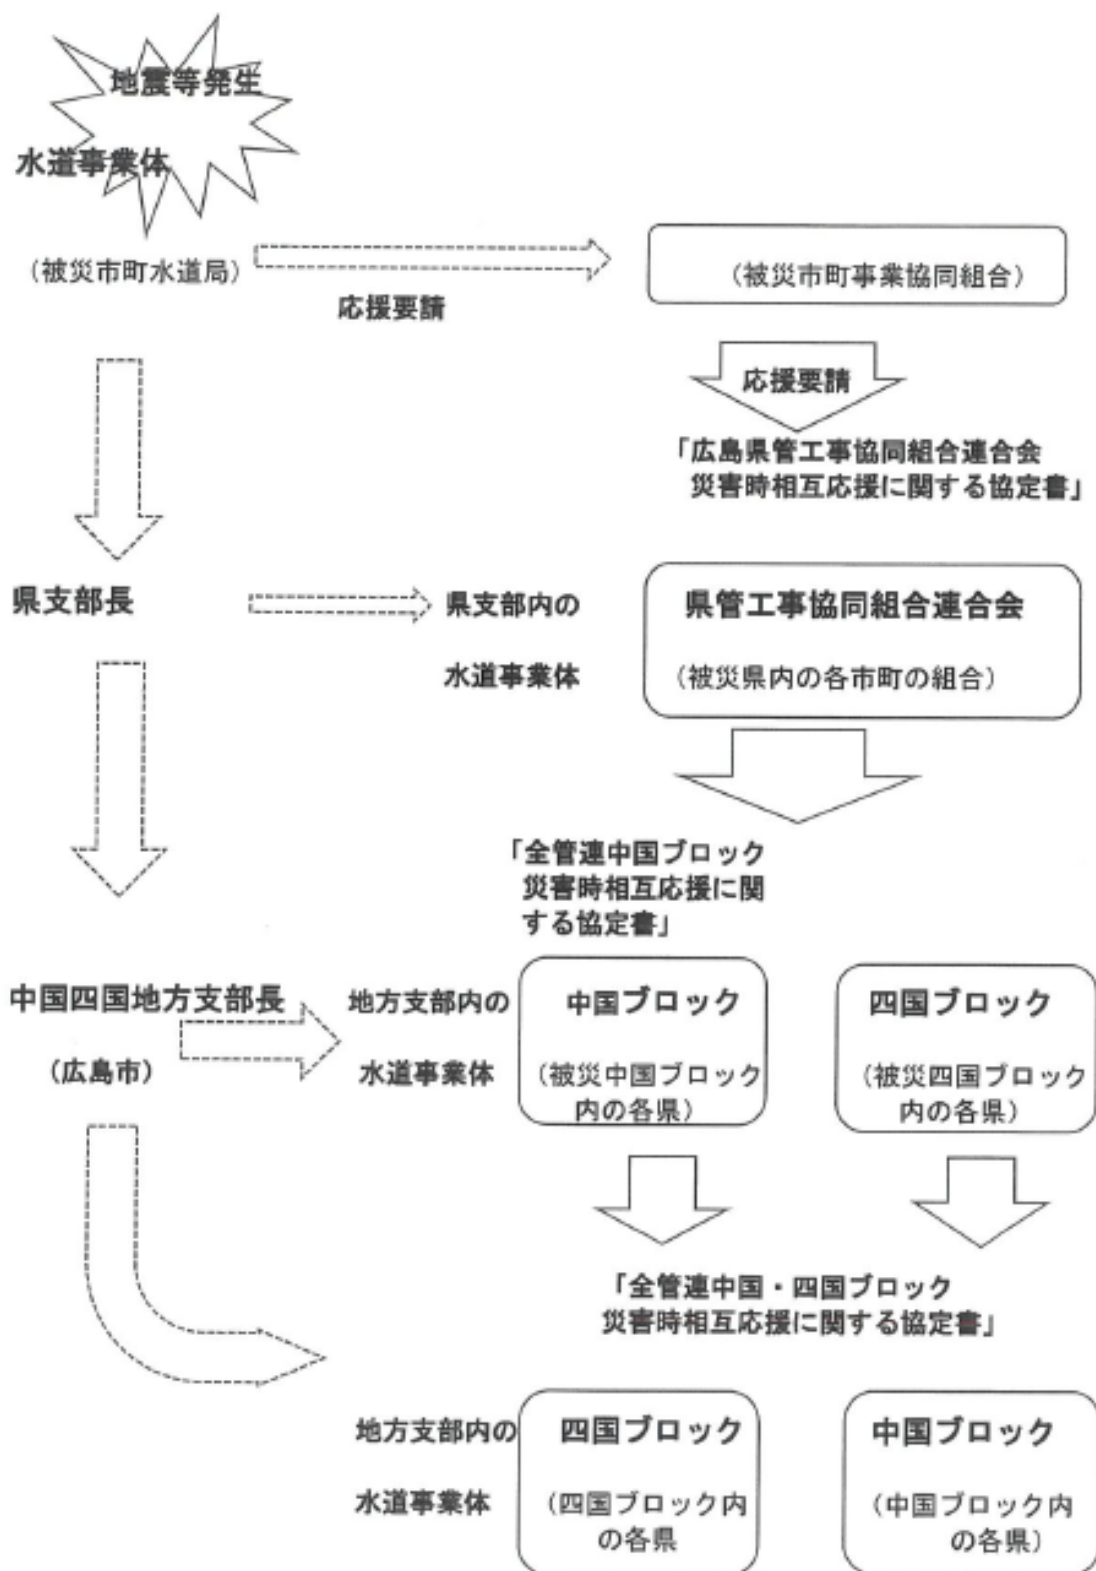 地震等発生
水道事業体
（被災市町水道局）
応援要請
（被災市町事業協同組合）
応援要請
「広島県管工事協同組合連合会
災害時相互応援に関する協定書」
県支部長
県支部内の
水道事業体
県管工事協同組合連合会
（被災県内の各市町の組合）
「全管連中国ブロック
災害時相互応援に関
する協定書」
中国四国地方支部長
（広島市）
地方支部内の
水道事業体
中国ブロック
（被災中国ブロック
内の各県）
四国ブロック
（被災四国ブロック
内の各県）
「全管連中国・四国ブロック
災害時相互応援に関する協定書」
地方支部内の
水道事業体
四国ブロック
（四国ブロック内
の各県
中国ブロック
（中国ブロック内
の各県）